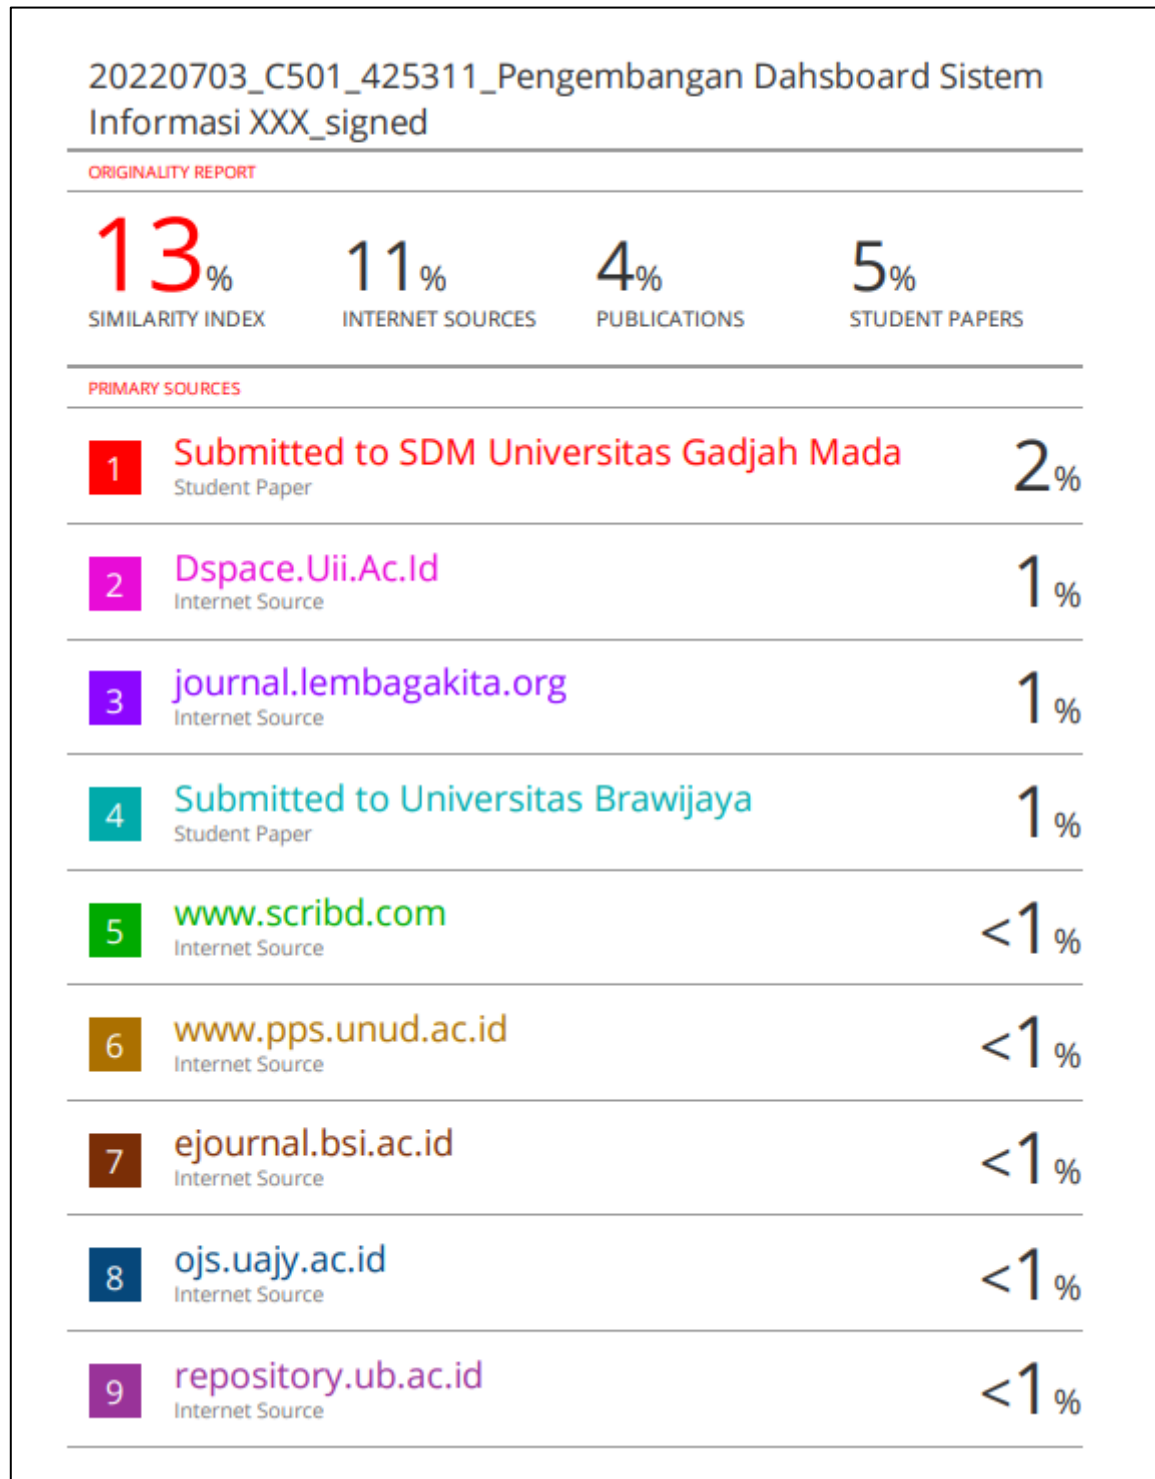 20220703_C501_425311_Pengembangan Dahsboard Sistem
Informasi XXX_signed
ORIGINALITY REPORT
13% 11% 4% 5%
SIMILARITY INDEX INTERNET SOURCES PUBLICATIONS STUDENT PAPERS
PRIMARY SOURCES
1 Submitted to SDM Universitas Gadjah Mada 2%
Student Paper
2 Dspace.Uii.Ac.Id 1%
Internet Source
3 journal.lembagakita.org 1%
Internet Source
4 Submitted to Universitas Brawijaya 1%
Student Paper
5 www.scribd.com <1%
Internet Source
6 www.pps.unud.ac.id <1%
Internet Source
7 ejournal.bsi.ac.id <1%
Internet Source
8 ojs.uajy.ac.id <1%
Internet Source
9 repository.ub.ac.id <1%
Internet Source